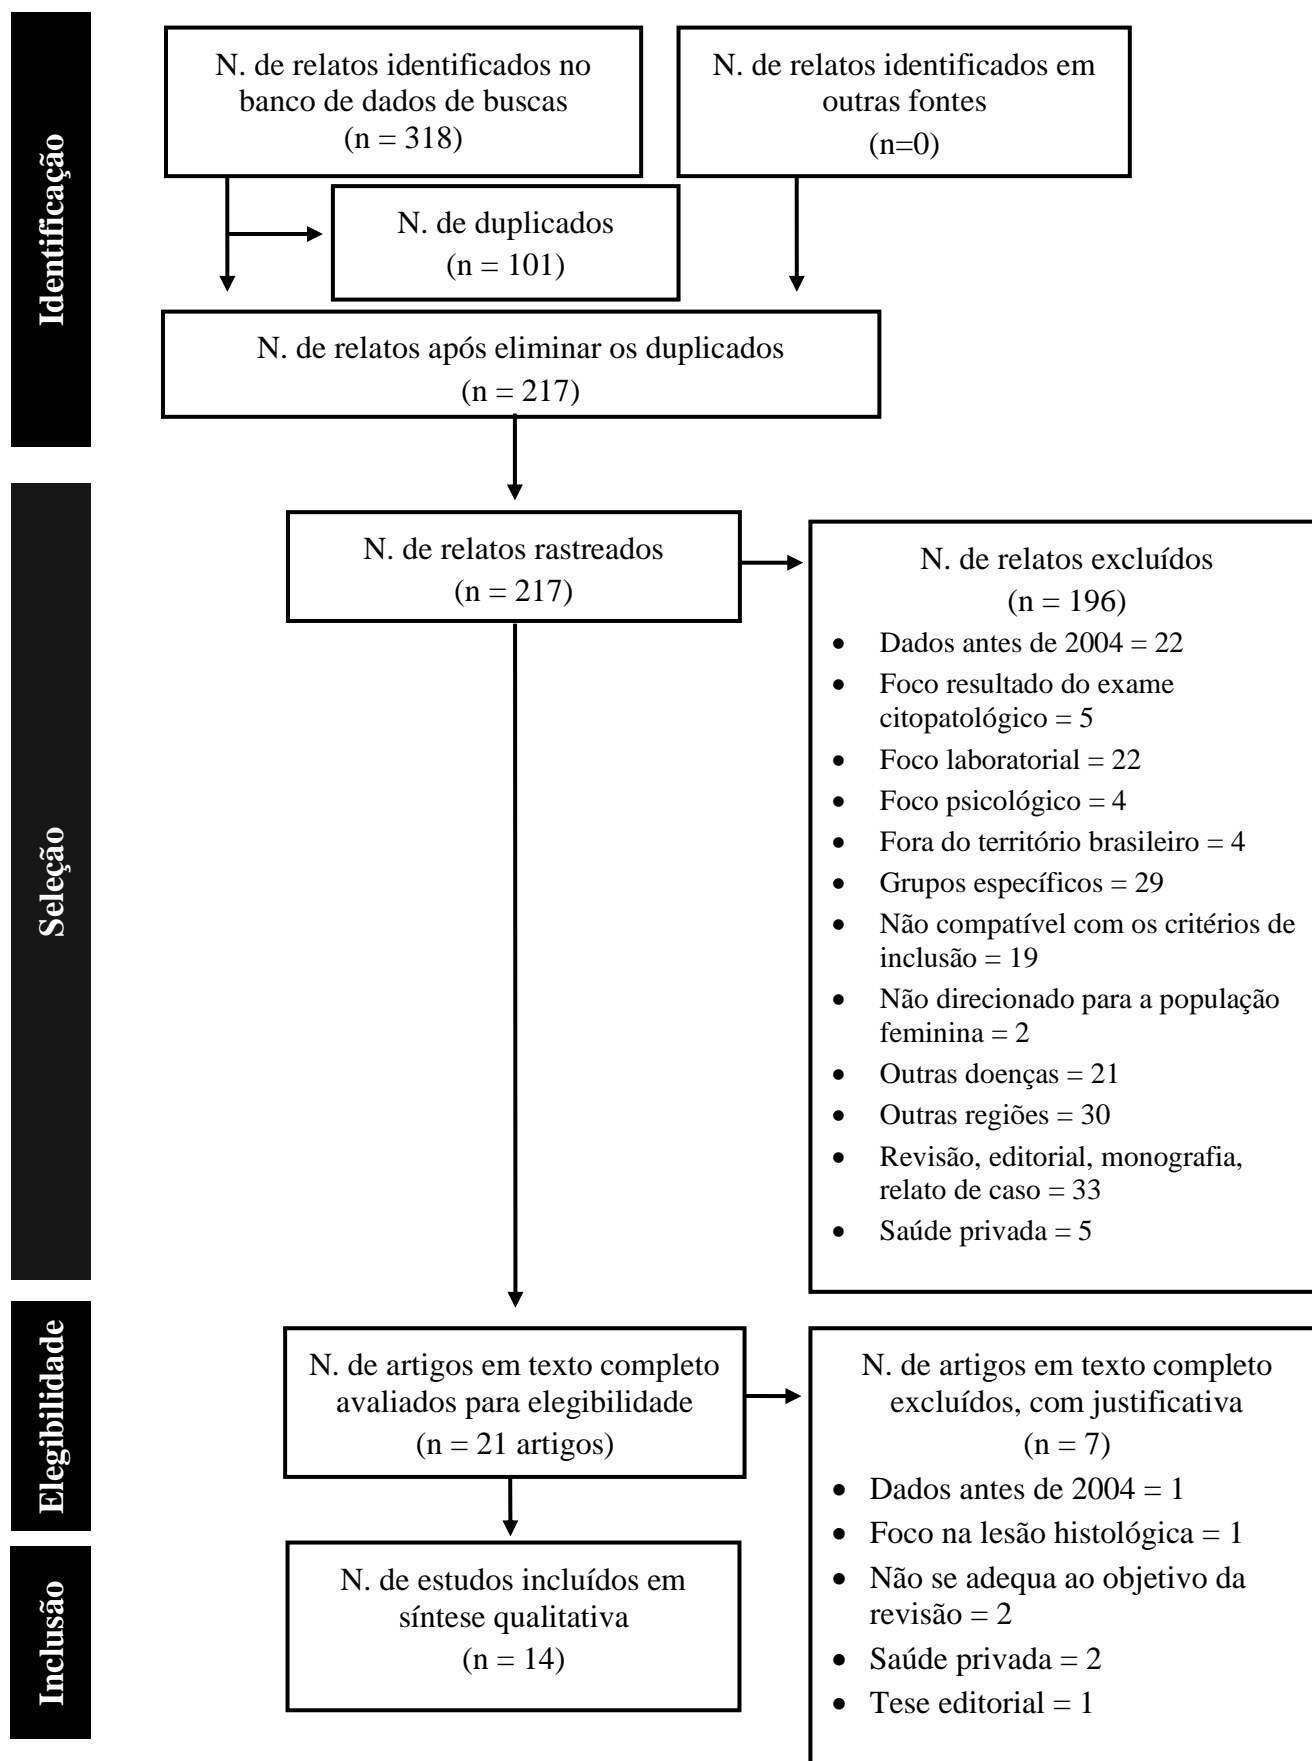 Identificação
N. de relatos identificados no
banco de dados de buscas
(n = 318)
N. de relatos identificados em
outras fontes
(n=0)
N. de duplicados
(n = 101)
N. de relatos após eliminar os duplicados
(n = 217)
Seleção
N. de relatos rastreados
(n = 217)
N. de relatos excluídos
(n = 196)
• Dados antes de 2004 = 22
• Foco resultado do exame
citopatológico = 5
• Foco laboratorial = 22
• Foco psicológico = 4
• Fora do território brasileiro = 4
• Grupos específicos = 29
• Não compatível com os critérios de
inclusão = 19
• Não direcionado para a população
feminina = 2
• Outras doenças = 21
• Outras regiões = 30
• Revisão, editorial, monografia,
relato de caso = 33
• Saúde privada = 5
Elegibilidade
N. de artigos em texto completo
avaliados para elegibilidade
(n = 21 artigos)
N. de artigos em texto completo
excluídos, com justificativa
(n = 7)
• Dados antes de 2004 = 1
• Foco na lesão histológica = 1
• Não se adequa ao objetivo da
revisão = 2
• Saúde privada = 2
• Tese editorial = 1
Inclusão
N. de estudos incluídos em
síntese qualitativa
(n = 14)